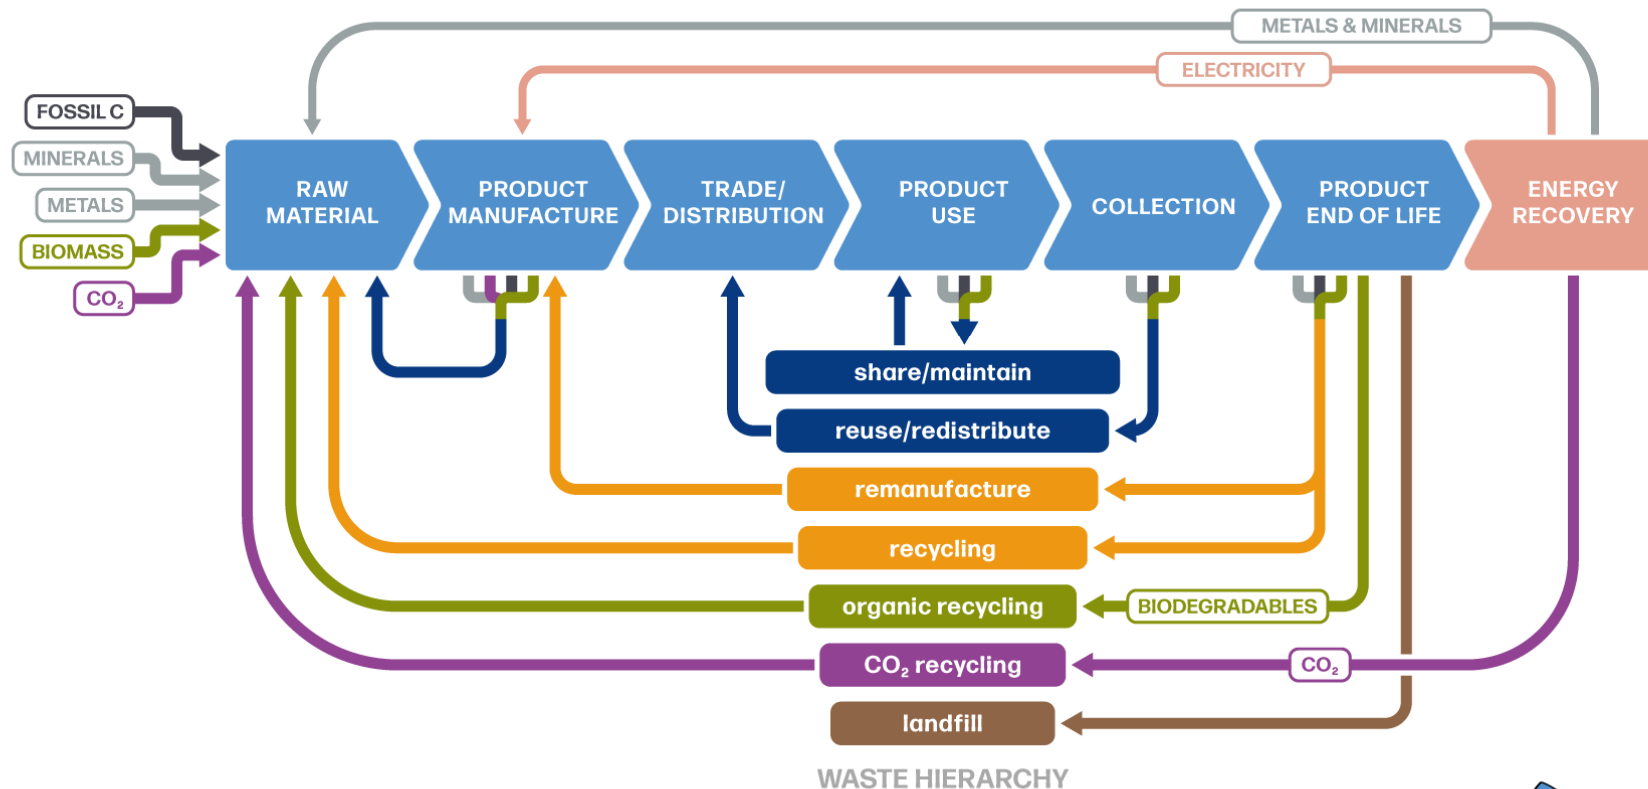 METALS & MINERALS
ELECTRICITY
FOSSIL C
MINERALS
METALS
BIOMASS
CO₂
RAW
MATERIAL
PRODUCT
MANUFACTURE
TRADE/
DISTRIBUTION
PRODUCT
USE
COLLECTION
PRODUCT
END OF LIFE
ENERGY
RECOVERY
share/maintain
reuse/redistribute
remanufacture
recycling
organic recycling
BIODEGRADABLES
CO₂ recycling
CO₂
landfill
WASTE HIERARCHY